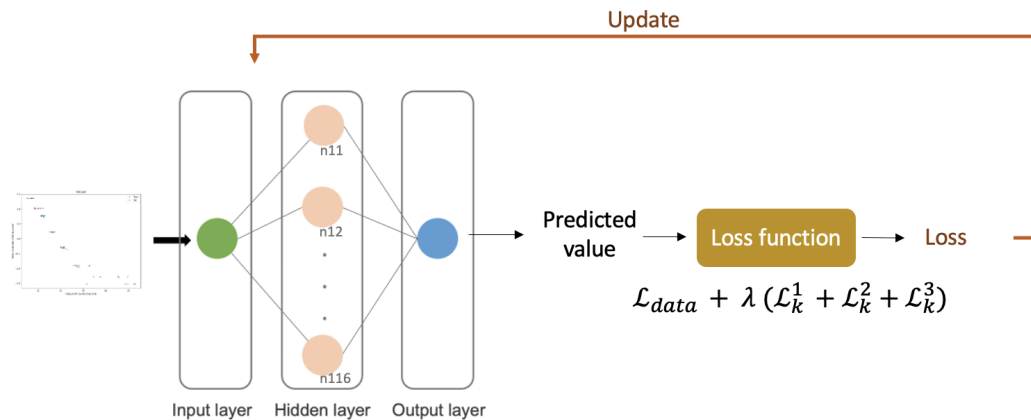 Update
n11
n12
n116
Input layer
Hidden layer
Output layer
Predicted
value
Loss function
Loss
ℒ_data + λ (ℒ_k^1 + ℒ_k^2 + ℒ_k^3)